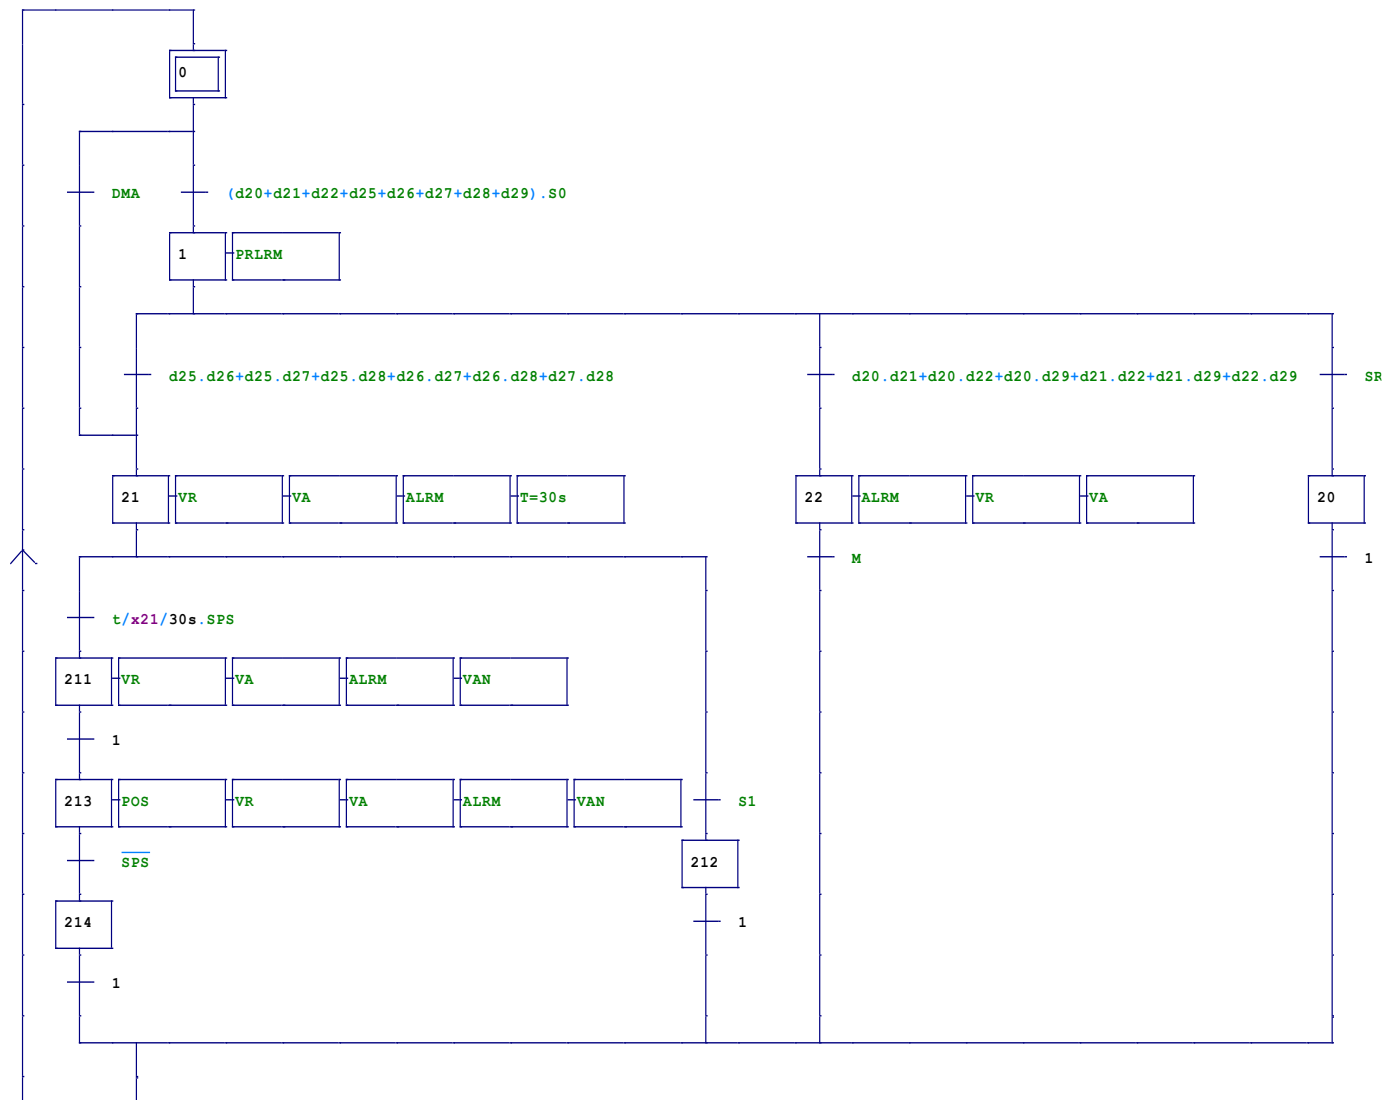 0
DMA (d20+d21+d22+d25+d26+d27+d28+d29).S0
1 PRLRM
d25.d26+d25.d27+d25.d28+d26.d27+d26.d28+d27.d28 d20.d21+d20.d22+d20.d29+d21.d22+d21.d29+d22.d29 SR
21 VR VA ALRM T=30s 22 ALRM VR VA 20
M 1
t/x21/30s.SPS
211 VR VA ALRM VAN
1
213 POS VR VA ALRM VAN S1
SPS 212
214 1
1